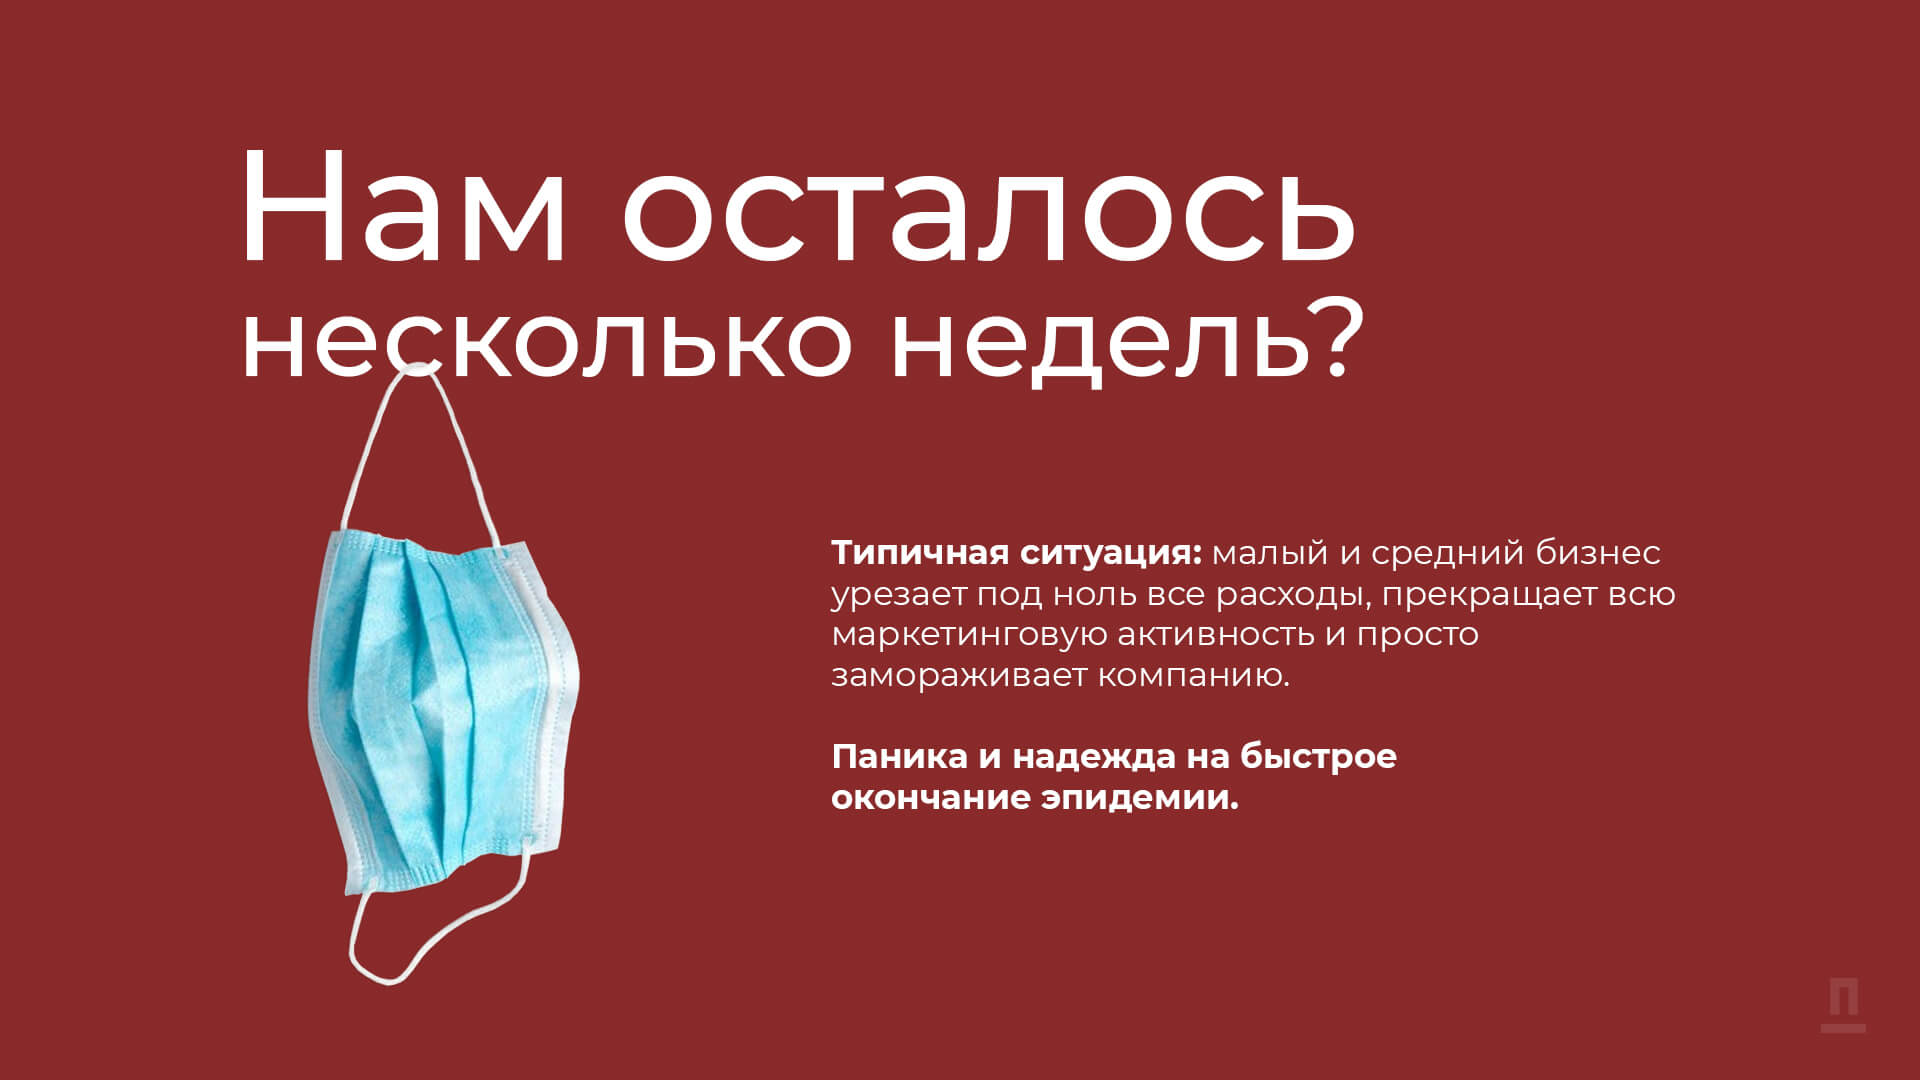 Нам осталось
несколько недель?
Типичная ситуация: малый и средний бизнес
урезает под ноль все расходы, прекращает всю
маркетинговую активность и просто
замораживает компанию.
Паника и надежда на быстрое
окончание эпидемии.
П